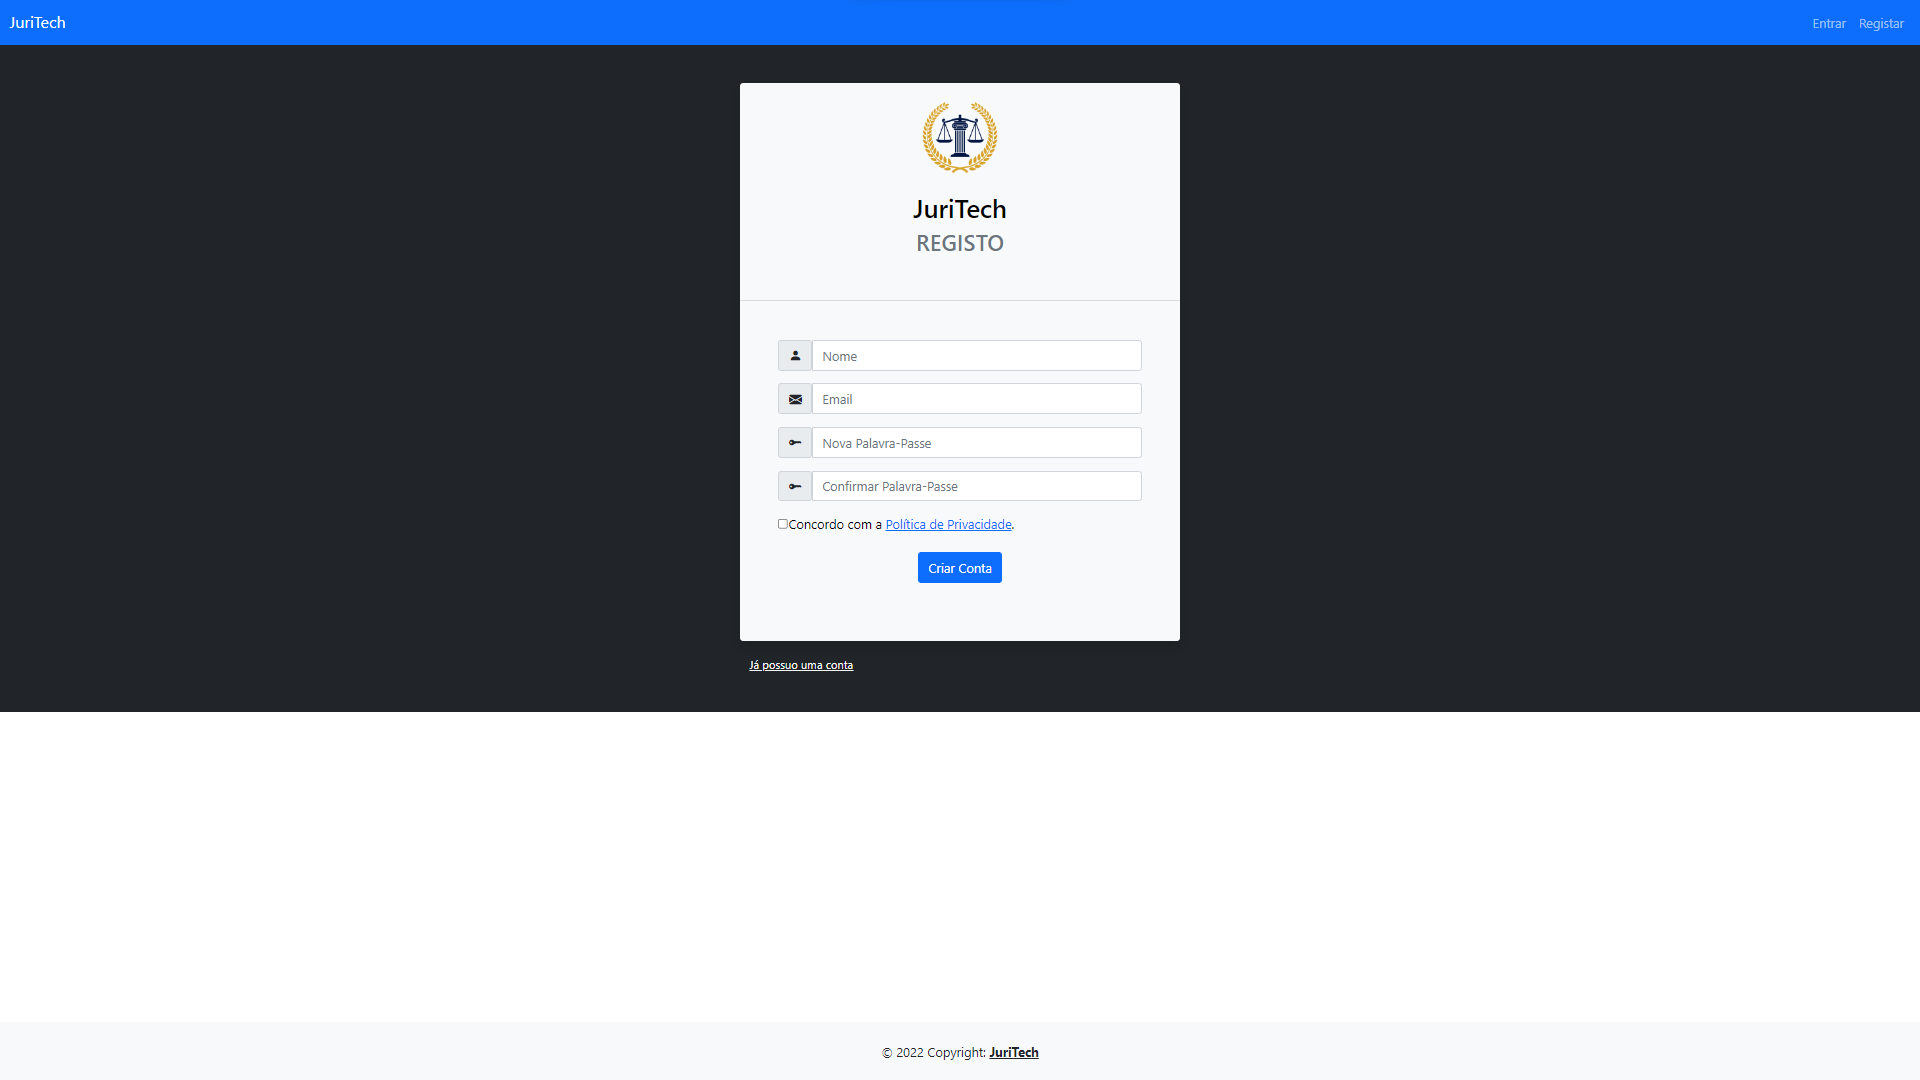 JuriTech
Entrar Registar
JuriTech
REGISTO
Nome
Email
Nova Palavra-Passe
Confirmar Palavra-Passe
Concordo com a Política de Privacidade.
Criar Conta
Já possuo uma conta
© 2022 Copyright: JuriTech